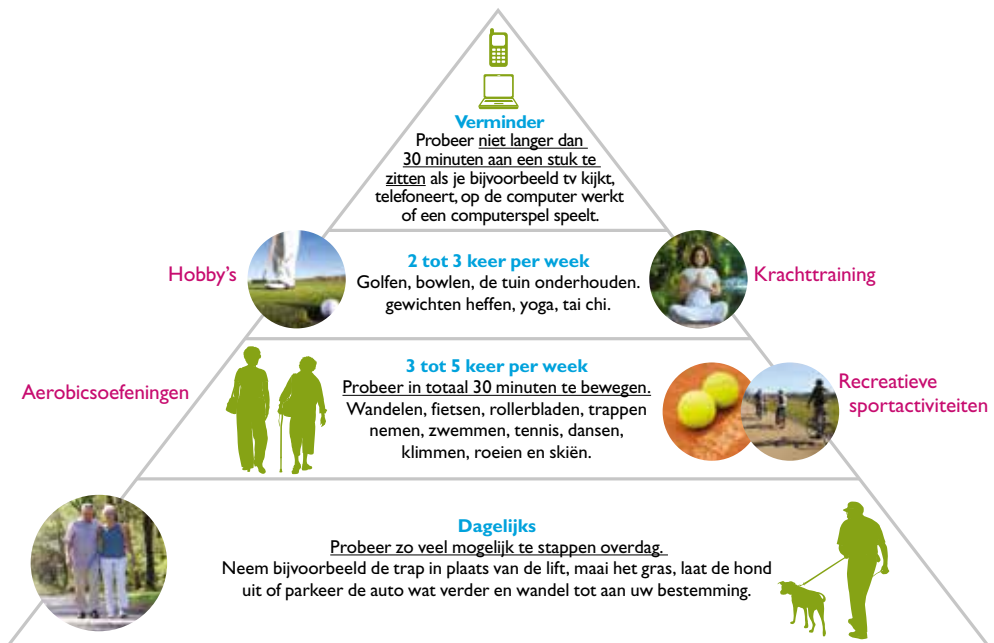 Verminder
Probeer niet langer dan
30 minuten aan een stuk te
zitten als je bijvoorbeeld tv kijkt,
telefoneert, op de computer werkt
of een computerspel speelt.
Hobby's
2 tot 3 keer per week
Golfen, bowlen, de tuin onderhouden.
gewichten heffen, yoga, tai chi.
Krachttraining
Aerobicsoefeningen
3 tot 5 keer per week
Probeer in totaal 30 minuten te bewegen.
Wandelen, fietsen, rollerbladen, trappen
nemen, zwemmen, tennis, dansen,
klimmen, roeien en skiën.
Recreatieve
sportactiviteiten
Dagelijks
Probeer zo veel mogelijk te stappen overdag.
Neem bijvoorbeeld de trap in plaats van de lift, maai het gras, laat de hond
uit of parkeer de auto wat verder en wandel tot aan uw bestemming.